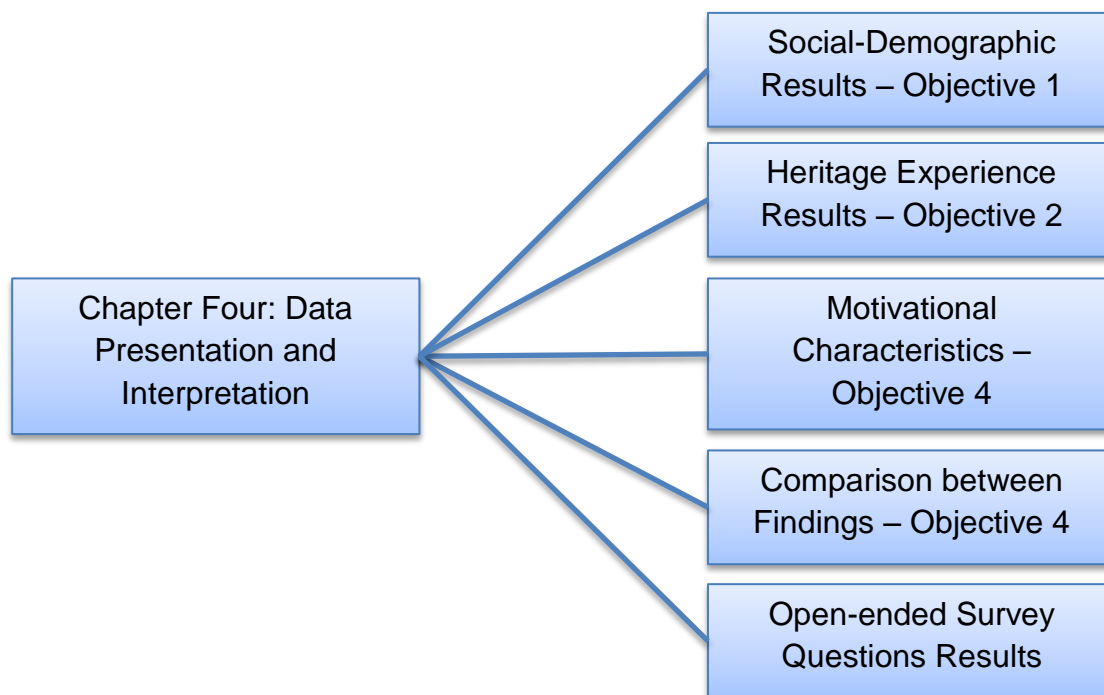 Social-Demographic
Results – Objective 1
Heritage Experience
Results – Objective 2
Chapter Four: Data
Presentation and
Interpretation
Motivational
Characteristics –
Objective 4
Comparison between
Findings – Objective 4
Open-ended Survey
Questions Results